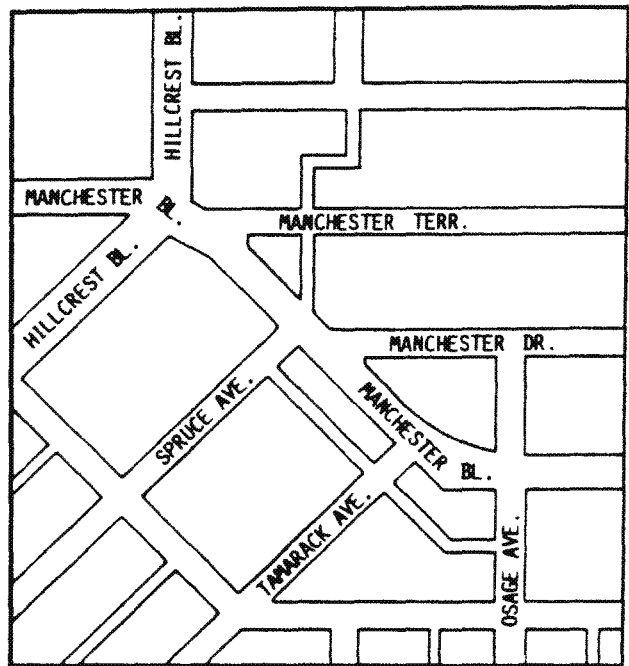 HILLCREST BL.
MANCHESTER BL.
MANCHESTER TERR.
HILLCREST BL.
MANCHESTER DR.
SPRUCE AVE.
MANCHESTER BL.
TAMARACK AVE.
OSAGE AVE.